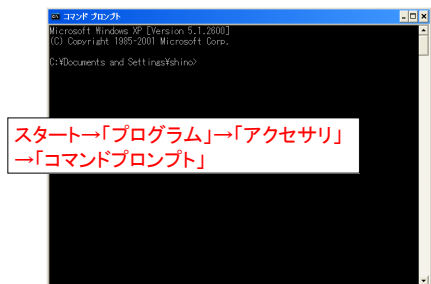 コマンド プロンプト
Microsoft Windows XP [Version 5.1.2600]
(C) Copyright 1985-2001 Microsoft Corp.
C:¥Documents and Settings¥shino>
スタート→「プログラム」→「アクセサリ」
→「コマンドプロンプト」